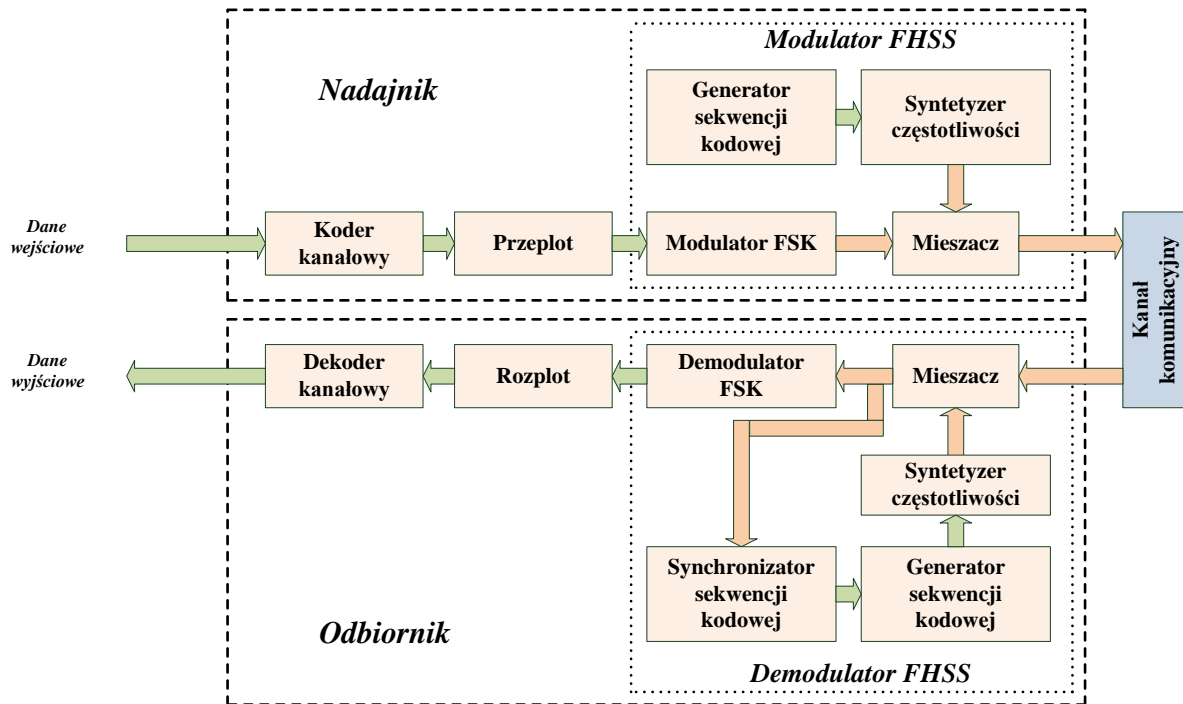 Modulator FHSS
Nadajnik
Generator
sekwencji
kodowej
Syntetyzer
częstotliwości
Dane
wejściowe
Koder
kanałowy
Przeplot
Modulator FSK
Mieszacz
Kanał
komunikacyjny
Dane
wyjściowe
Dekoder
kanałowy
Rozplot
Demodulator
FSK
Mieszacz
Syntetyzer
częstotliwości
Synchronizator
sekwencji
kodowej
Generator
sekwencji
kodowej
Odbiornik
Demodulator FHSS